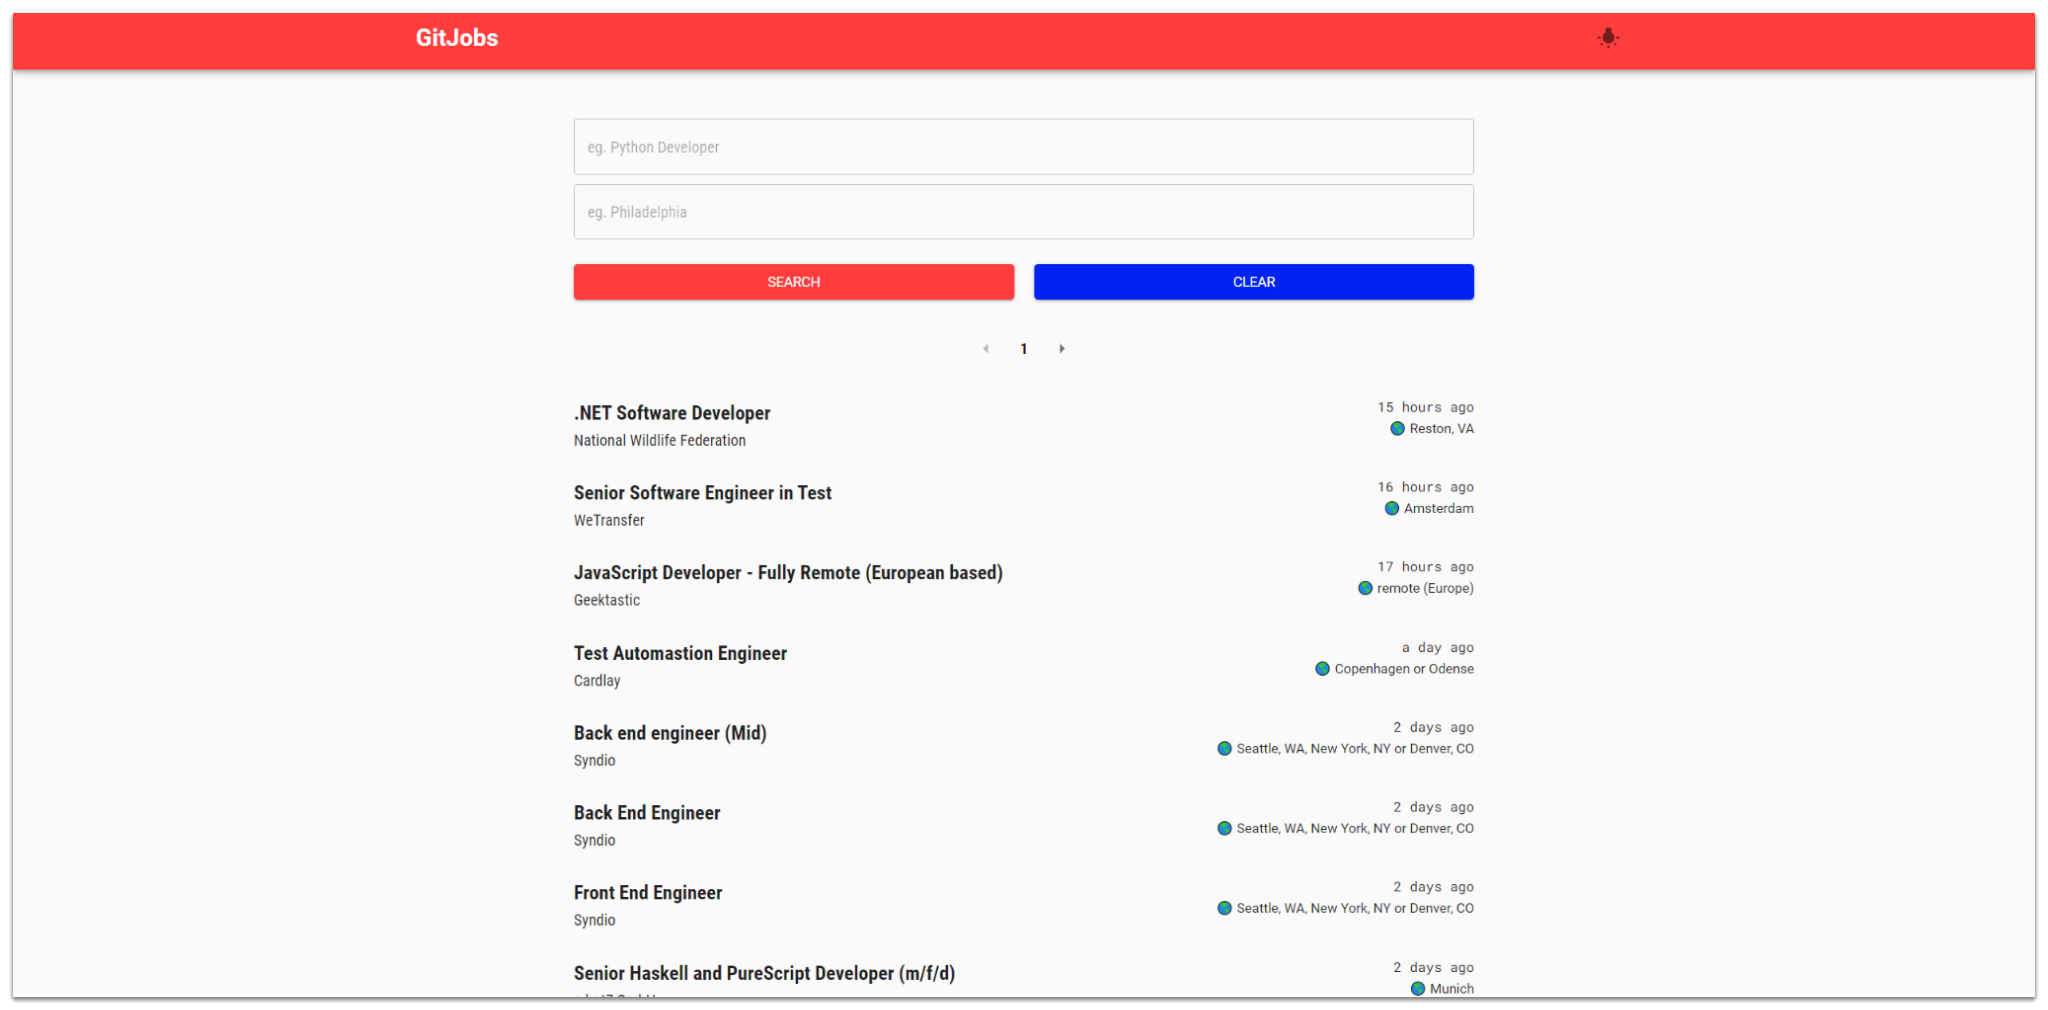 GitJobs
eg. Python Developer
eg. Philadelphia
SEARCH
CLEAR
1
.NET Software Developer
15 hours ago
National Wildlife Federation
Reston, VA
Senior Software Engineer in Test
16 hours ago
WeTransfer
Amsterdam
JavaScript Developer - Fully Remote (European based)
17 hours ago
Geektastic
remote (Europe)
Test Automastion Engineer
a day ago
Cardlay
Copenhagen or Odense
Back end engineer (Mid)
2 days ago
Syndio
Seattle, WA, New York, NY or Denver, CO
Back End Engineer
2 days ago
Syndio
Seattle, WA, New York, NY or Denver, CO
Front End Engineer
2 days ago
Syndio
Seattle, WA, New York, NY or Denver, CO
Senior Haskell and PureScript Developer (m/f/d)
2 days ago
Munich